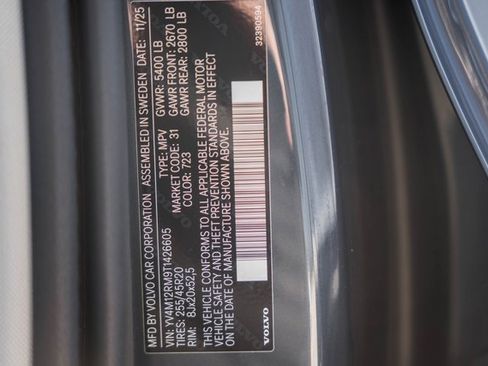 MFD BY VOLVO CAR CORPORATION ASSEMBLED IN SWEDEN DATE: 11/25
VIN: YV4M12RM9T1426605 TYPE: MPV GVWR: 5400 LB
TIRES: 255/45R20 MARKET CODE: 31 GAWR FRONT: 2670 LB
RIM: 8Jx20x52,5 COLOR: 723 GAWR REAR: 2800 LB
THIS VEHICLE CONFORMS TO ALL APPLICABLE FEDERAL MOTOR
VEHICLE SAFETY AND THEFT PREVENTION STANDARDS IN EFFECT
ON THE DATE OF MANUFACTURE SHOWN ABOVE.
VOLVO
32390594